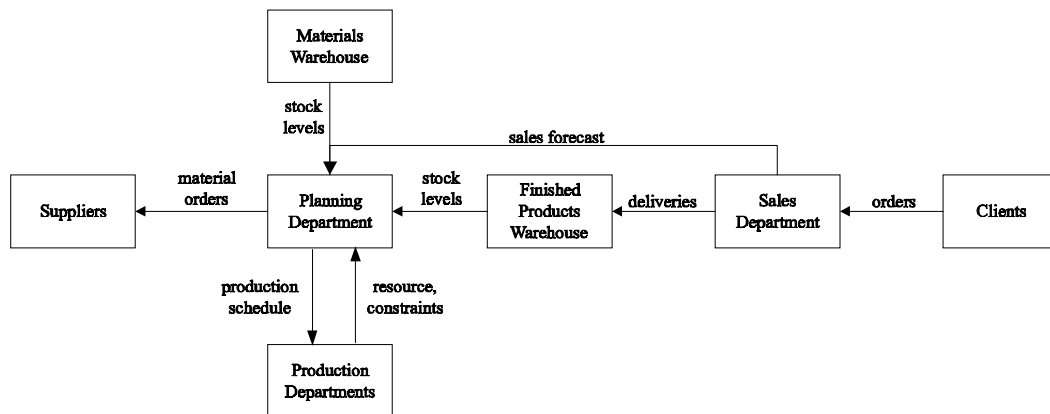 Materials
Warehouse
stock
levels
sales forecast
Suppliers
material
orders
Planning
Department
stock
levels
Finished
Products
Warehouse
deliveries
Sales
Department
orders
Clients
production
schedule
resource,
constraints
Production
Departments